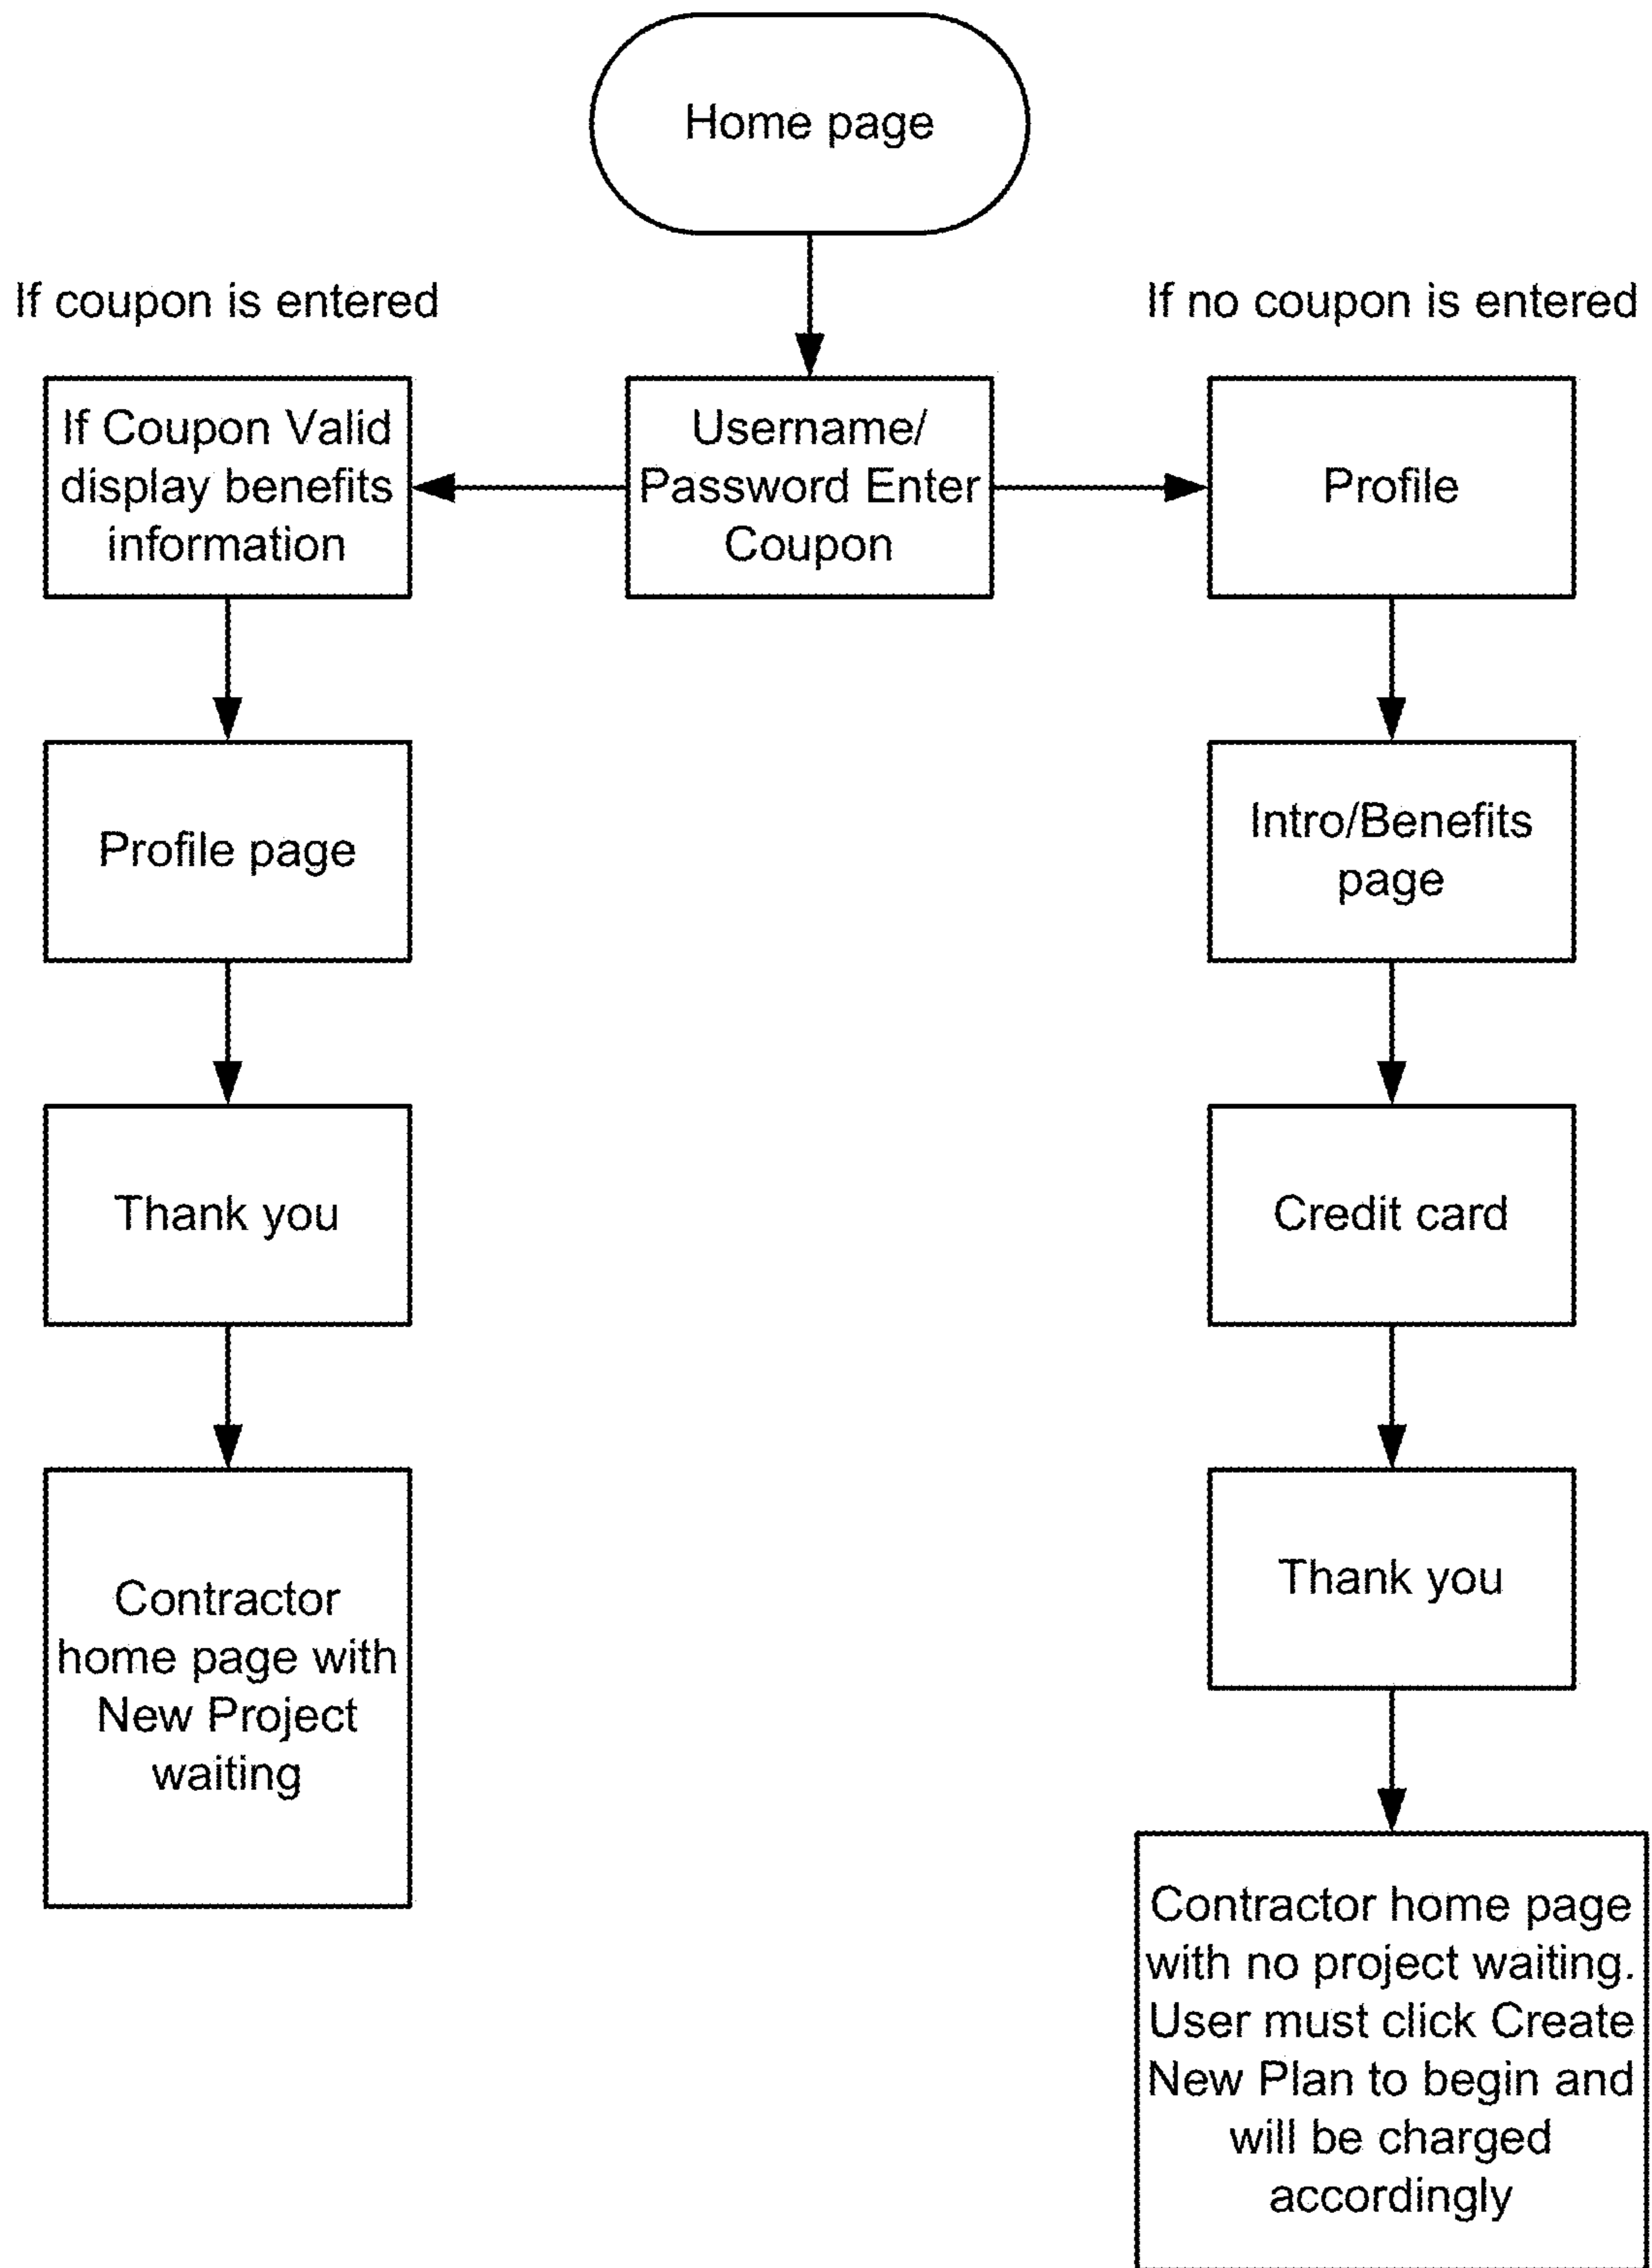 Home page
If coupon is entered
If no coupon is entered
If Coupon Valid
display benefits
information
Username/
Password Enter
Coupon
Profile
Profile page
Intro/Benefits
page
Thank you
Credit card
Contractor
home page with
New Project
waiting
Thank you
Contractor home page
with no project waiting.
User must click Create
New Plan to begin and
will be charged
accordingly